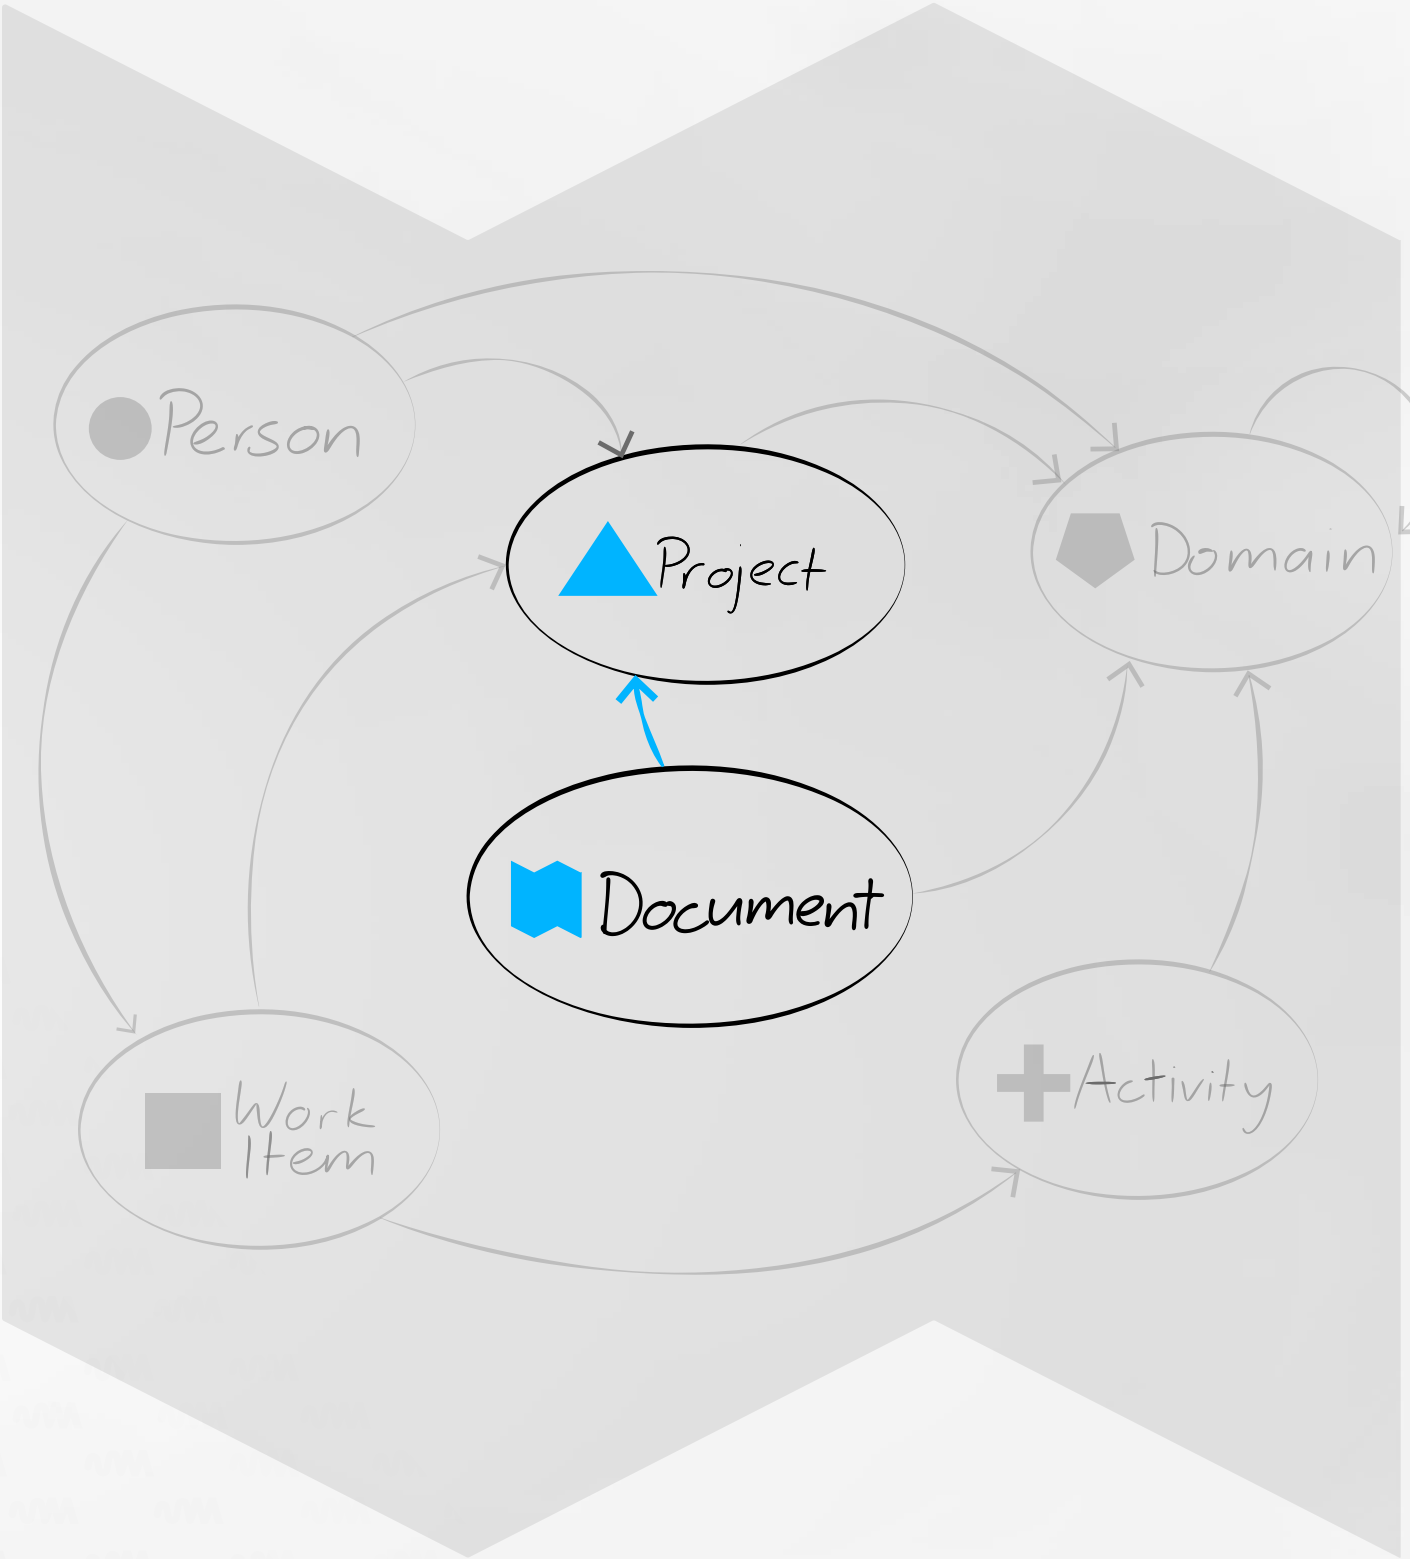 Person
Project
Domain
Document
Work
Item
Activity